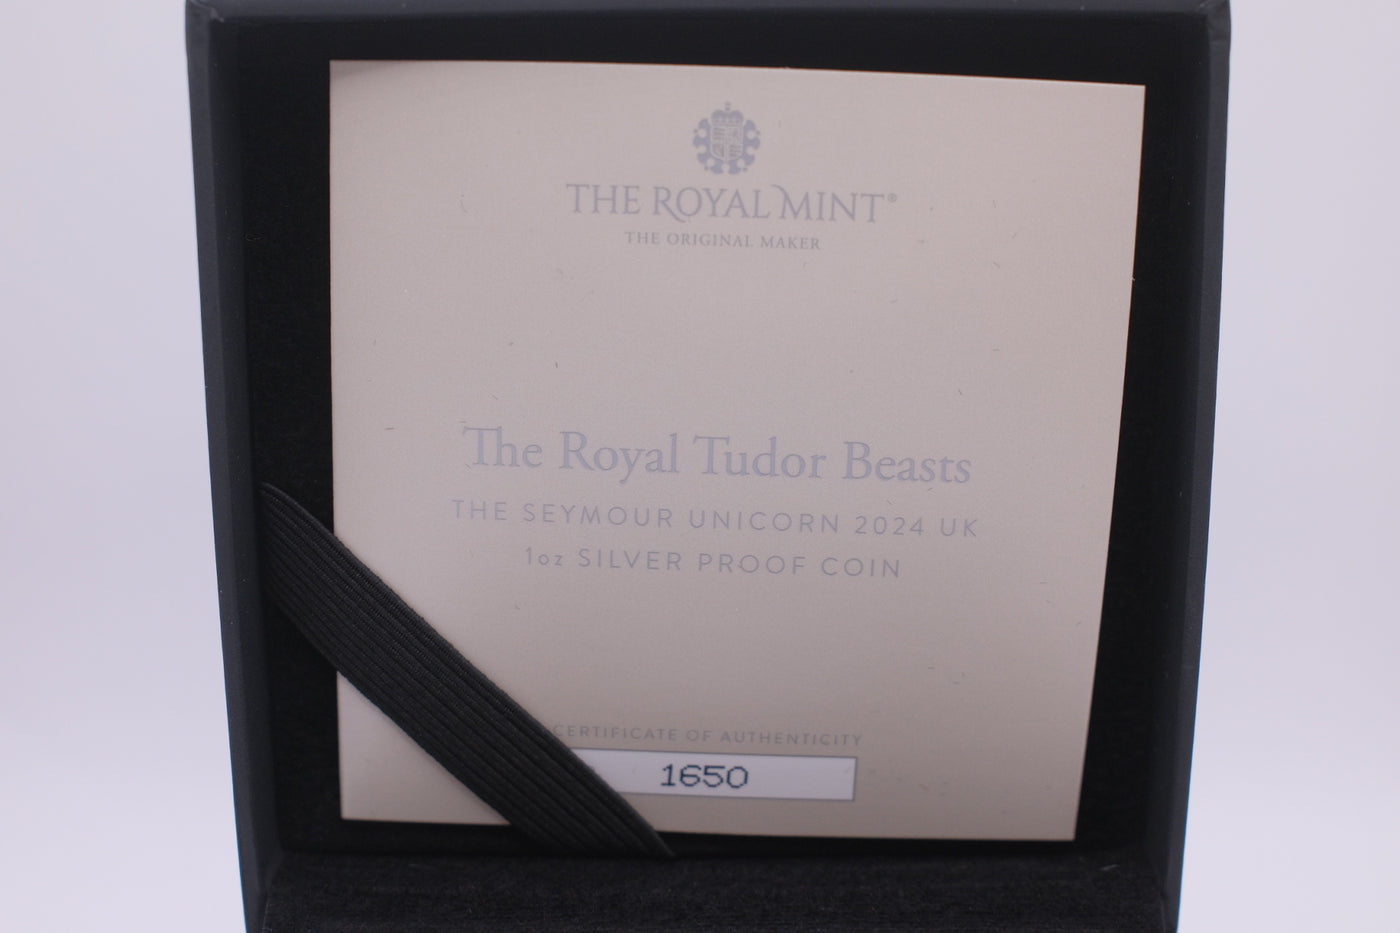 THE ROYAL MINT®
THE ORIGINAL MAKER
The Royal Tudor Beasts
THE SEYMOUR UNICORN 2024 UK
1oz SILVER PROOF COIN
CERTIFICATE OF AUTHENTICITY
1650